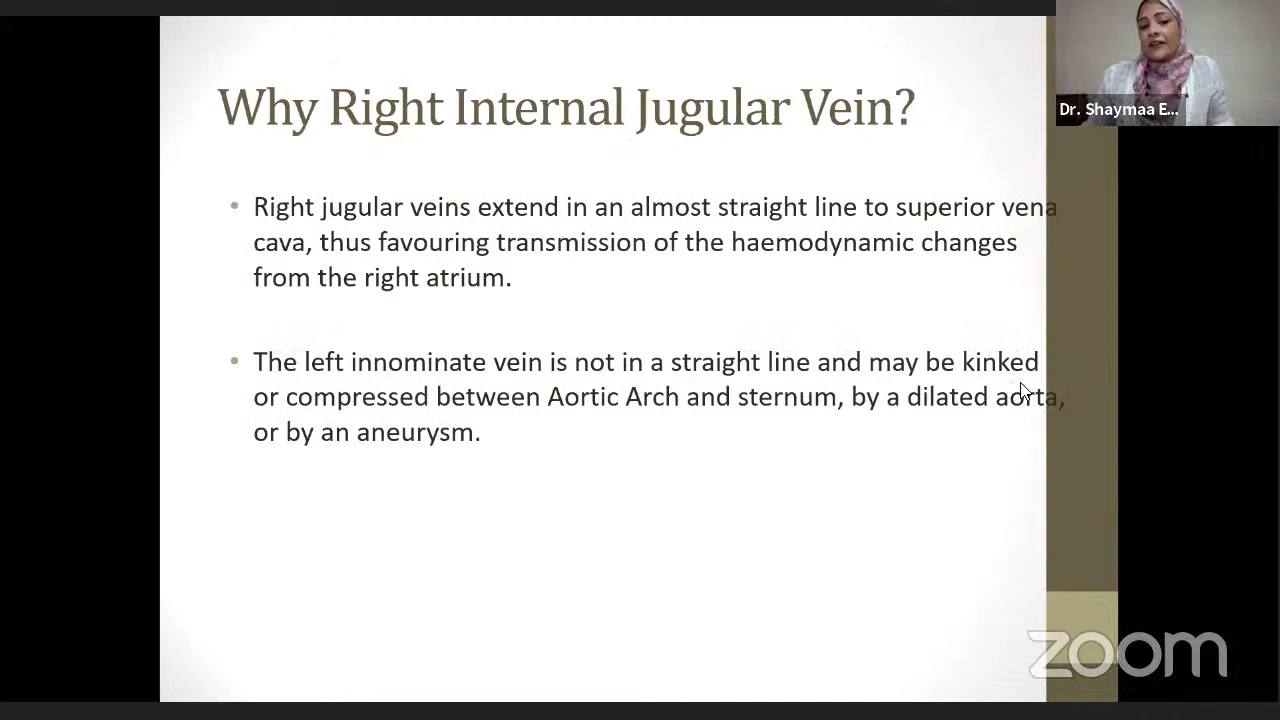 Why Right Internal Jugular Vein?
Dr. Shaymaa E...
• Right jugular veins extend in an almost straight line to superior vena
cava, thus favouring transmission of the haemodynamic changes
from the right atrium.
• The left innominate vein is not in a straight line and may be kinked
or compressed between Aortic Arch and sternum, by a dilated aorta,
or by an aneurysm.
zoom